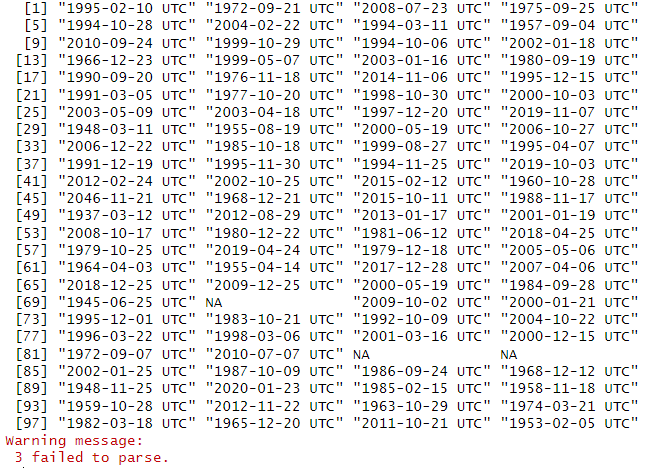 [1] "1995-02-10 UTC" "1972-09-21 UTC" "2008-07-23 UTC" "1975-09-25 UTC"
[5] "1994-10-28 UTC" "2004-02-22 UTC" "1994-03-11 UTC" "1957-09-04 UTC"
[9] "2010-09-24 UTC" "1999-10-29 UTC" "1994-10-06 UTC" "2002-01-18 UTC"
[13] "1966-12-23 UTC" "1999-05-07 UTC" "2003-01-16 UTC" "1980-09-19 UTC"
[17] "1990-09-20 UTC" "1976-11-18 UTC" "2014-11-06 UTC" "1995-12-15 UTC"
[21] "1991-03-05 UTC" "1977-10-20 UTC" "1998-10-30 UTC" "2000-10-03 UTC"
[25] "2003-05-09 UTC" "2003-04-18 UTC" "1997-12-20 UTC" "2019-11-07 UTC"
[29] "1948-03-11 UTC" "1955-08-19 UTC" "2000-05-19 UTC" "2006-10-27 UTC"
[33] "2006-12-22 UTC" "1985-10-18 UTC" "1999-08-27 UTC" "1995-04-07 UTC"
[37] "1991-12-19 UTC" "1995-11-30 UTC" "1994-11-25 UTC" "2019-10-03 UTC"
[41] "2012-02-24 UTC" "2002-10-25 UTC" "2015-02-12 UTC" "1960-10-28 UTC"
[45] "2046-11-21 UTC" "1968-12-21 UTC" "2015-10-11 UTC" "1988-11-17 UTC"
[49] "1937-03-12 UTC" "2012-08-29 UTC" "2013-01-17 UTC" "2001-01-19 UTC"
[53] "2008-10-17 UTC" "1980-12-22 UTC" "1981-06-12 UTC" "2018-04-25 UTC"
[57] "1979-10-25 UTC" "2019-04-24 UTC" "1979-12-18 UTC" "2005-05-06 UTC"
[61] "1964-04-03 UTC" "1955-04-14 UTC" "2017-12-28 UTC" "2007-04-06 UTC"
[65] "2018-12-25 UTC" "2009-12-25 UTC" "2000-05-19 UTC" "1984-09-28 UTC"
[69] "1945-06-25 UTC" NA "2009-10-02 UTC" "2000-01-21 UTC"
[73] "1995-12-01 UTC" "1983-10-21 UTC" "1992-10-09 UTC" "2004-10-22 UTC"
[77] "1996-03-22 UTC" "1998-03-06 UTC" "2001-03-16 UTC" "2000-12-15 UTC"
[81] "1972-09-07 UTC" "2010-07-07 UTC" NA NA
[85] "2002-01-25 UTC" "1987-10-09 UTC" "1986-09-24 UTC" "1968-12-12 UTC"
[89] "1948-11-25 UTC" "2020-01-23 UTC" "1985-02-15 UTC" "1958-11-18 UTC"
[93] "1959-10-28 UTC" "2012-11-22 UTC" "1963-10-29 UTC" "1974-03-21 UTC"
[97] "1982-03-18 UTC" "1965-12-20 UTC" "2011-10-21 UTC" "1953-02-05 UTC"
Warning message:
3 failed to parse.